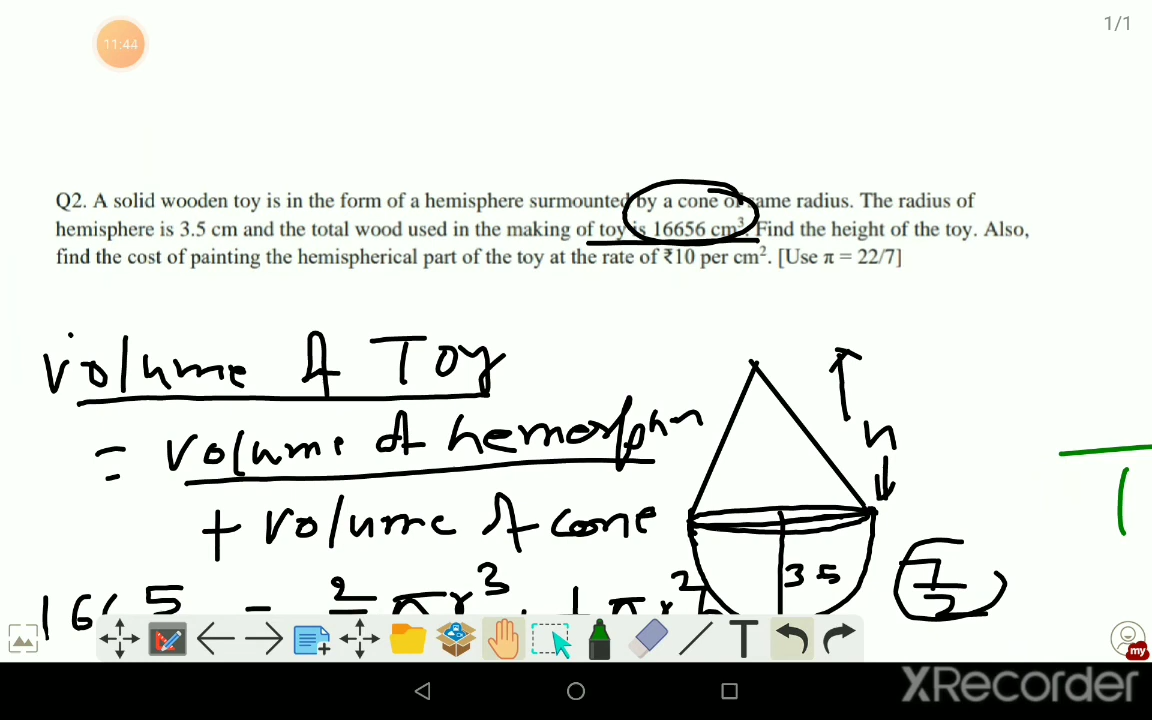 1/1
11:44
Q2. A solid wooden toy is in the form of a hemisphere surmounted by a cone of same radius. The radius of
hemisphere is 3.5 cm and the total wood used in the making of toy is 16656 cm³. Find the height of the toy. Also,
find the cost of painting the hemispherical part of the toy at the rate of ₹10 per cm². [Use π = 22/7]
volume of Toy
= volume of hemorphn
+ volume of cone
h
3.5
7/2
T
my
XRecorder